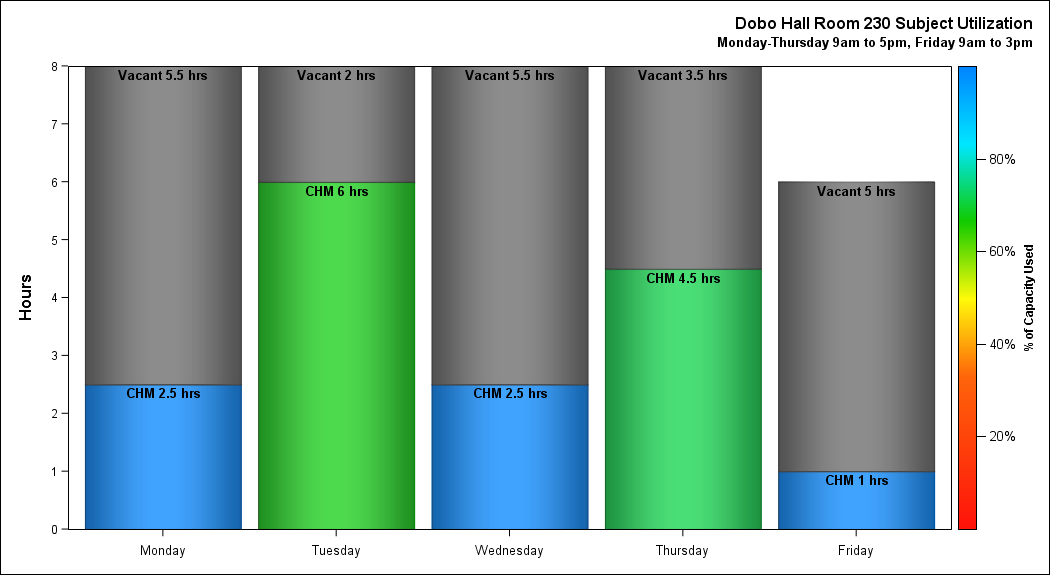 Dobo Hall Room 230 Subject Utilization
Monday-Thursday 9am to 5pm, Friday 9am to 3pm
8
7
6
5
4
3
2
1
0
Hours
Vacant 5.5 hrs
Vacant 2 hrs
Vacant 5.5 hrs
Vacant 3.5 hrs
Vacant 5 hrs
CHM 2.5 hrs
CHM 6 hrs
CHM 2.5 hrs
CHM 4.5 hrs
CHM 1 hrs
Monday
Tuesday
Wednesday
Thursday
Friday
80%
60%
40%
20%
% of Capacity Used